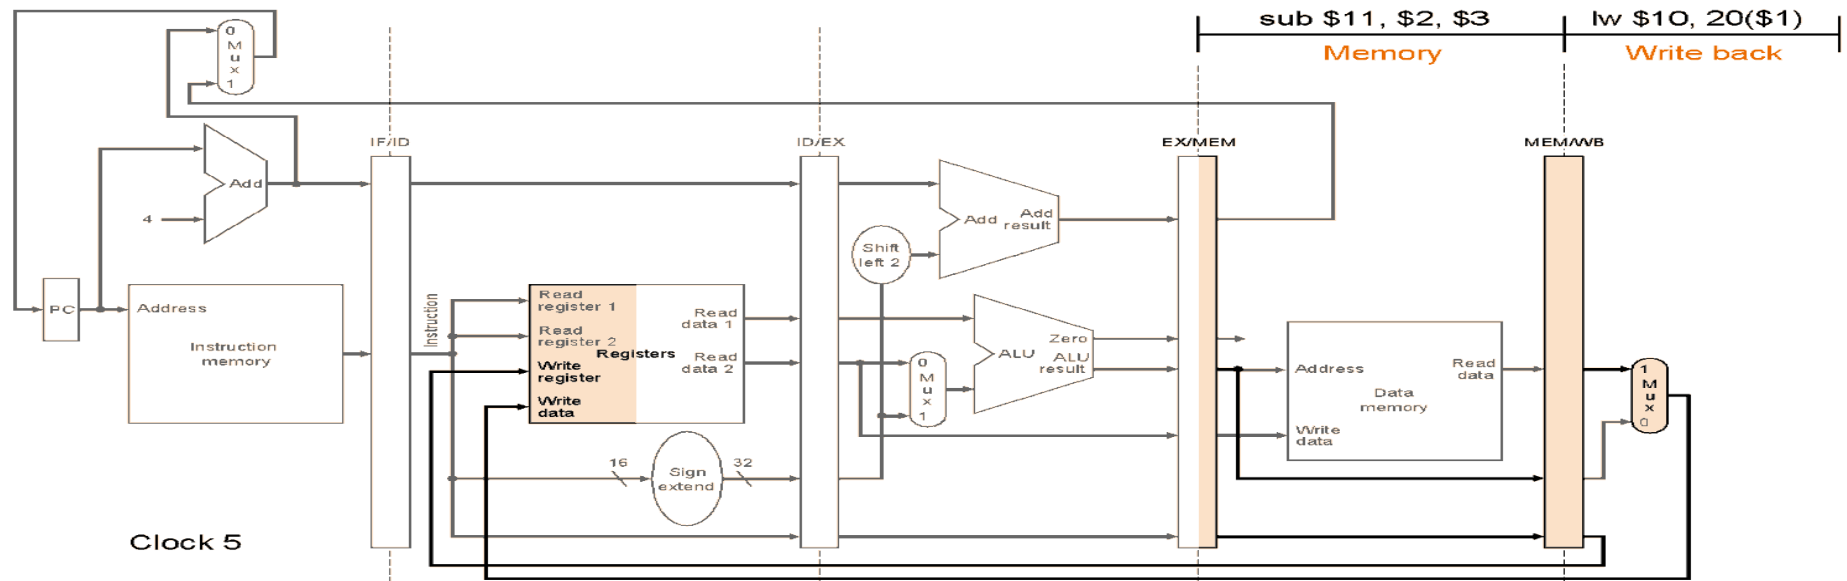 sub $11, $2, $3
lw $10, 20($1)
Memory
Write back
0
M
u
x
1
IF/ID
ID/EX
EX/MEM
MEM/WB
Add
4
Add
Add
result
Shift
left 2
PC
Address
Instruction
memory
Instruction
Read
register 1
Read
register 2
Registers
Write
register
Write
data
Read
data 1
Read
data 2
0
M
u
x
1
Zero
ALU
ALU
result
Address
Read
data
Data
memory
Write
data
1
M
u
x
0
16
Sign
extend
32
Clock 5